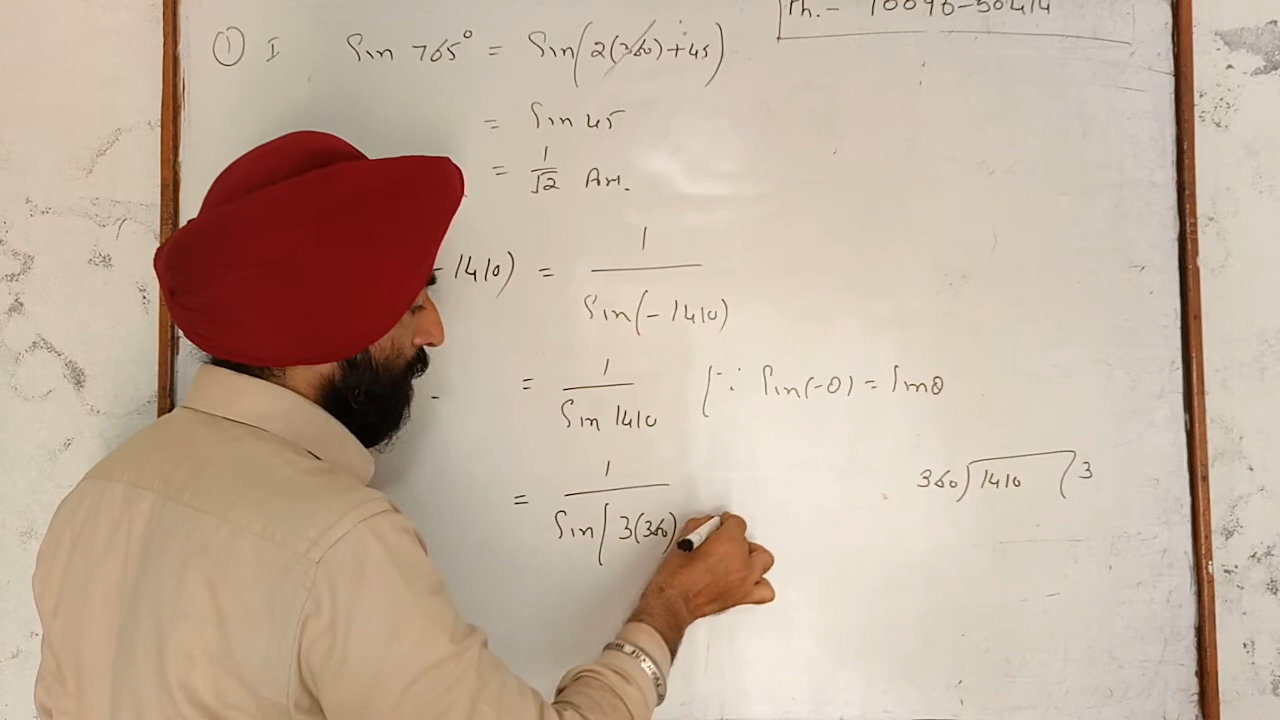 Ph.- 70096-50414
① I Sin 765° = Sin(2(360)+45)
= Sin 45
= 1/√2 Ans.
-1410) = 1/Sin(-1410)
= 1/Sin 1410 [∵ Sin(-θ) = Sinθ
= 1/Sin[3(360)
360)1410(3